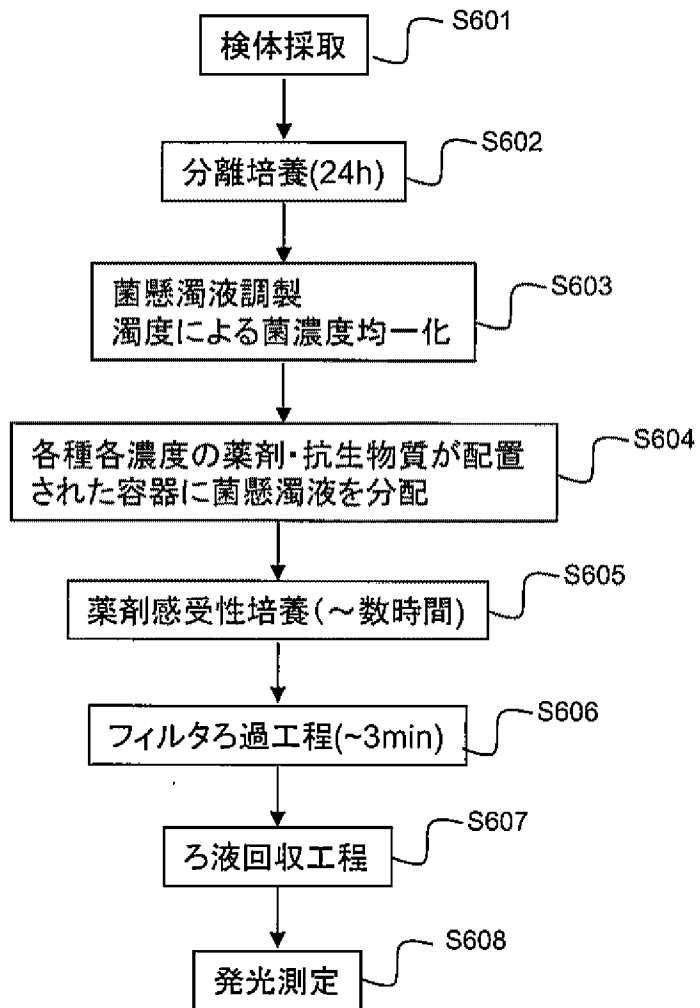 検体採取
S601
分離培養(24h)
S602
菌懸濁液調製
濁度による菌濃度均一化
S603
各種各濃度の薬剤・抗生物質が配置
された容器に菌懸濁液を分配
S604
薬剤感受性培養(～数時間)
S605
フィルタろ過工程(~3min)
S606
ろ液回収工程
S607
発光測定
S608